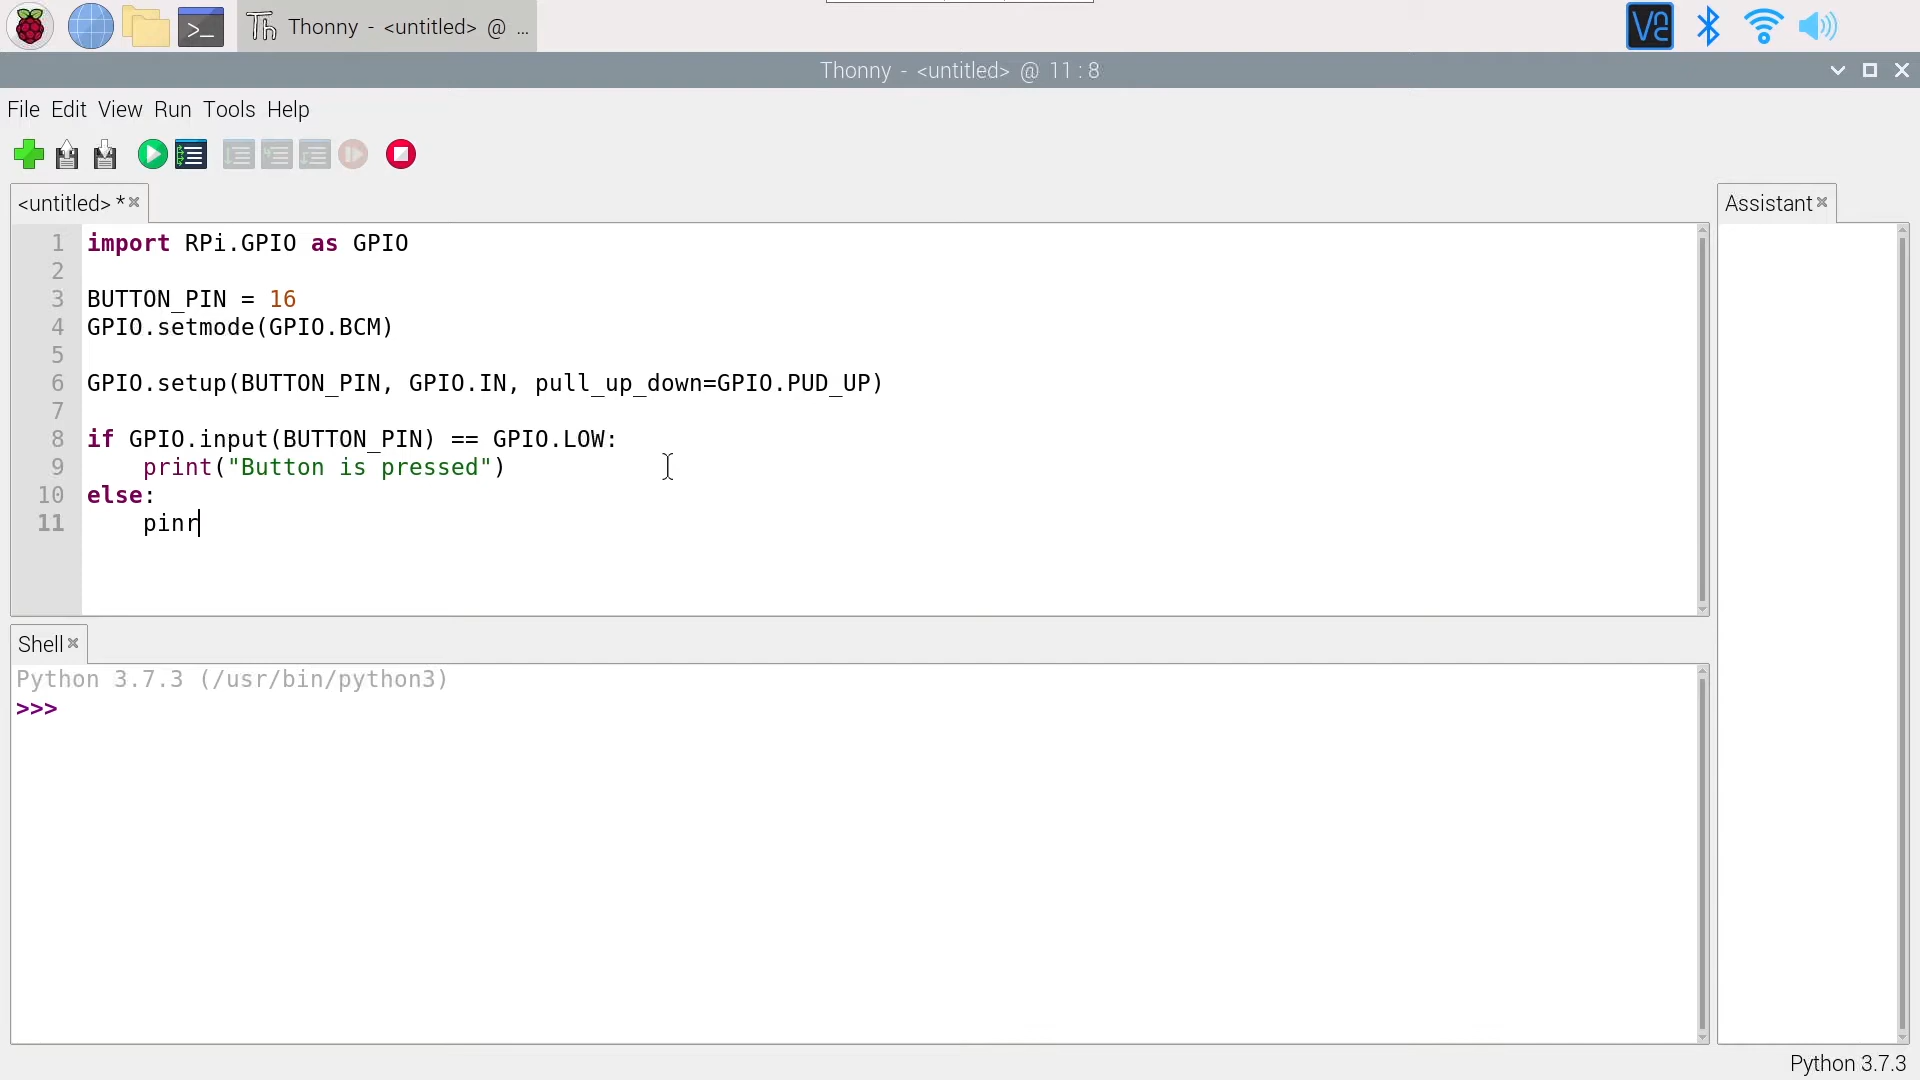 Thonny - <untitled> @ ...
Thonny - <untitled> @ 11 : 8
File Edit View Run Tools Help
<untitled> *
Assistant
1 import RPi.GPIO as GPIO
2
3 BUTTON_PIN = 16
4 GPIO.setmode(GPIO.BCM)
5
6 GPIO.setup(BUTTON_PIN, GPIO.IN, pull_up_down=GPIO.PUD_UP)
7
8 if GPIO.input(BUTTON_PIN) == GPIO.LOW:
9     print("Button is pressed")
10 else:
11     pinr
Shell
Python 3.7.3 (/usr/bin/python3)
>>>
Python 3.7.3